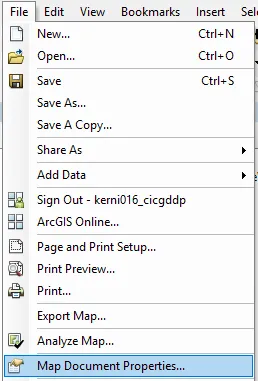 File Edit View Bookmarks Insert Sele
New... Ctrl+N
Open... Ctrl+O
Save Ctrl+S
Save As...
Save A Copy...
Share As
Add Data
Sign Out - kerni016_cicgddp
ArcGIS Online...
Page and Print Setup...
Print Preview...
Print...
Export Map...
Analyze Map...
Map Document Properties...